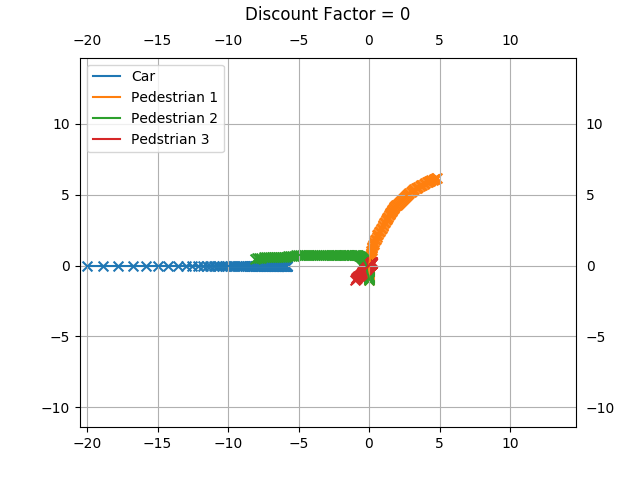 Discount Factor = 0
−20 −15 −10 −5 0 5 10
Car
Pedestrian 1
Pedestrian 2
Pedstrian 3
10 10
5 5
0 0
−5 −5
−10 −10
−20 −15 −10 −5 0 5 10